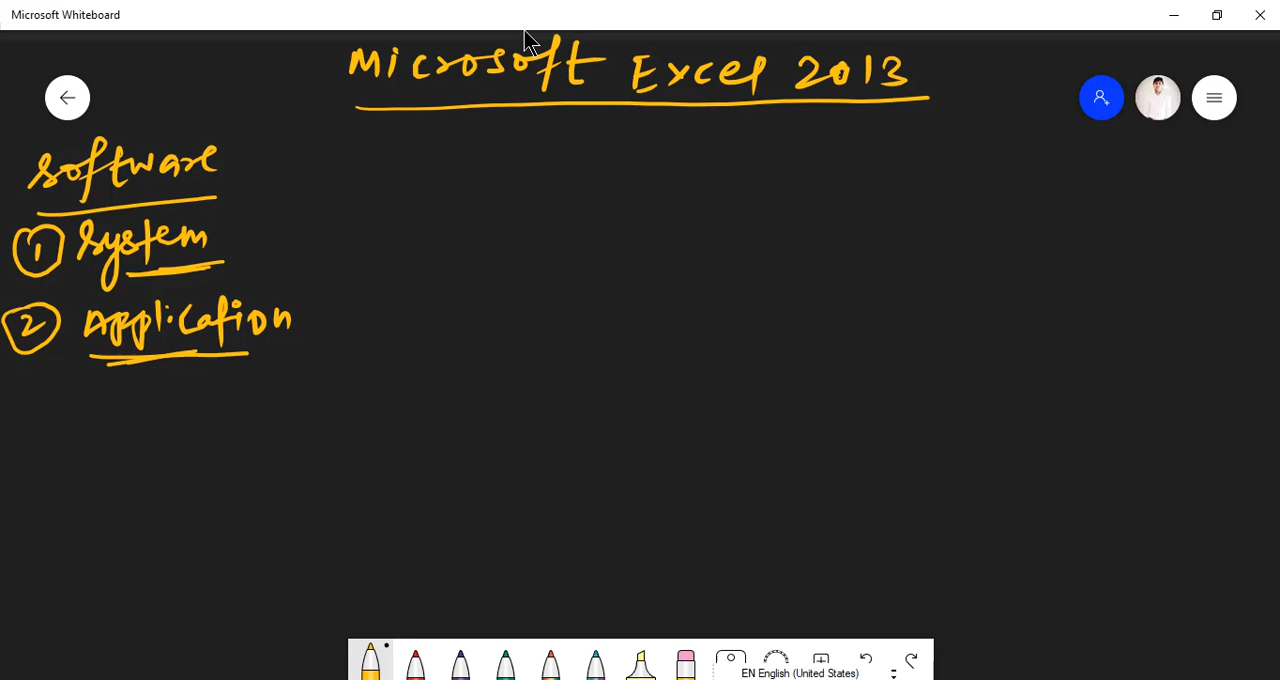 Microsoft Whiteboard
Microsoft Excel 2013
software
1 System
2 Application
EN English (United States)